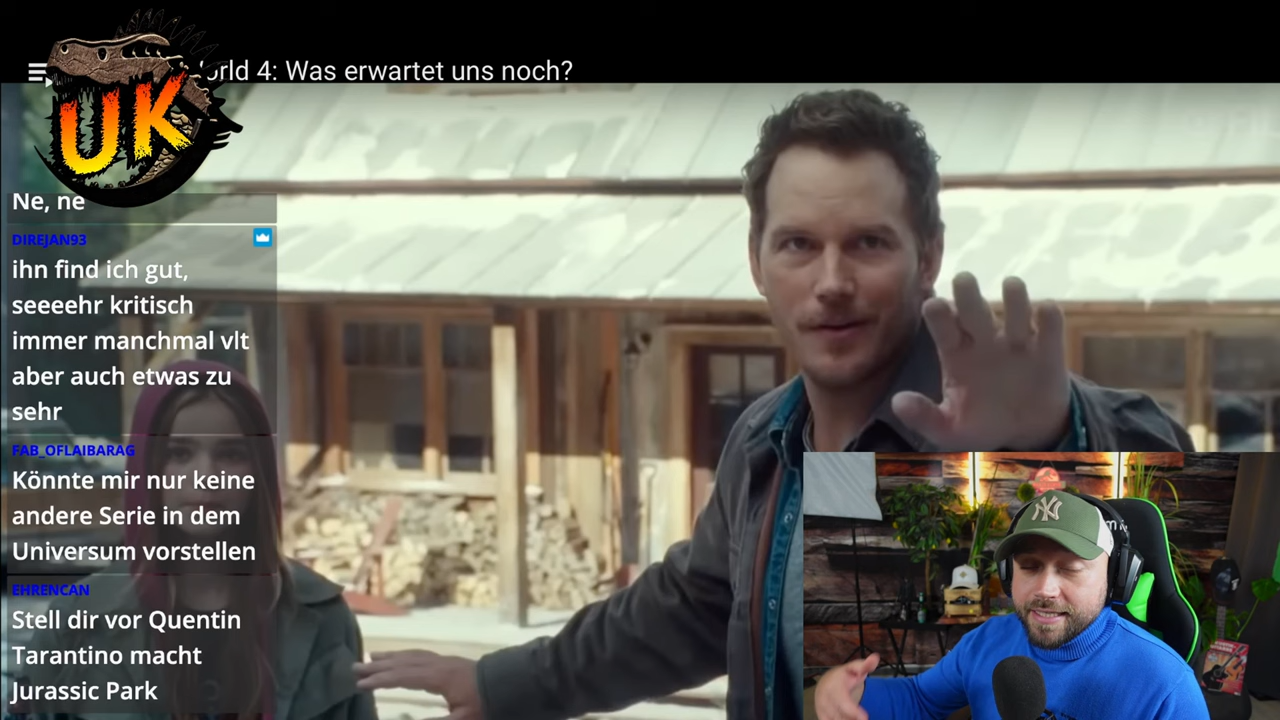 orld 4: Was erwartet uns noch?
UK
Ne, ne
DIREJAN93
ihn find ich gut,
seeeehr kritisch
immer manchmal vlt
aber auch etwas zu
sehr
FAB_OFLAIBARAG
Könnte mir nur keine
andere Serie in dem
Universum vorstellen
EHRENCAN
Stell dir vor Quentin
Tarantino macht
Jurassic Park
NY